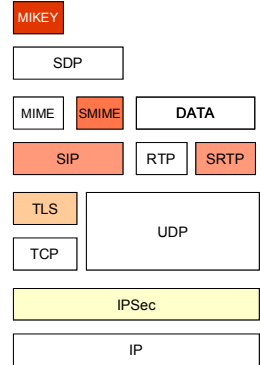 MIKEY
SDP
MIME SMIME DATA
SIP RTP SRTP
TLS
UDP
TCP
IPSec
IP